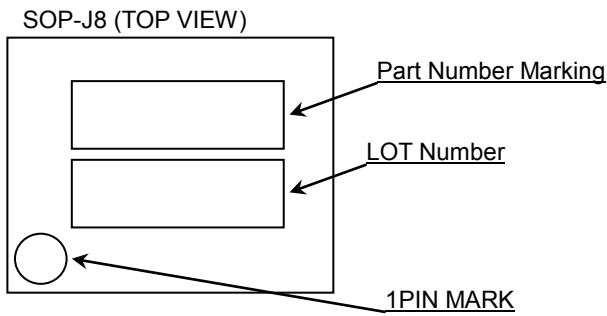 SOP-J8 (TOP VIEW)
Part Number Marking
LOT Number
1PIN MARK